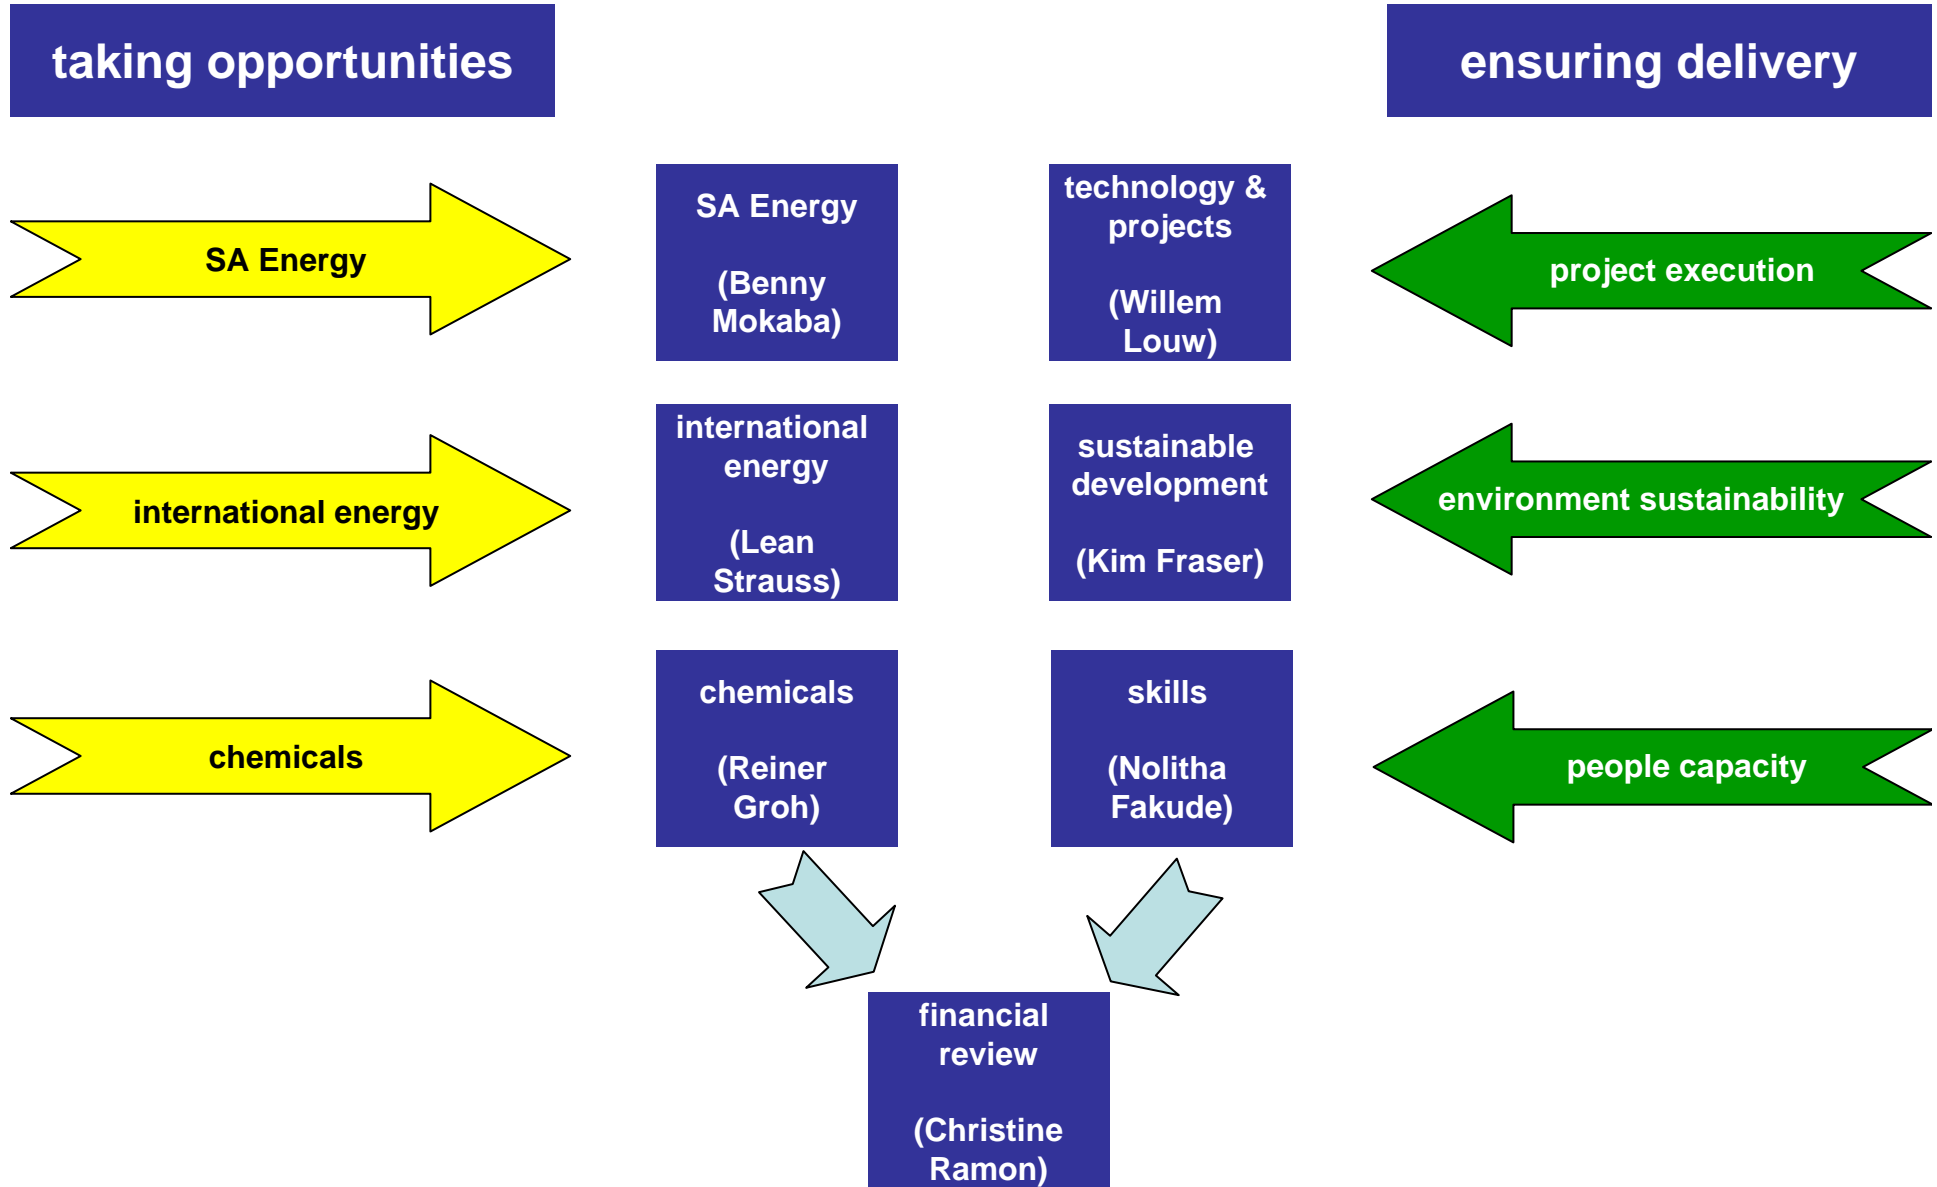 taking opportunities
ensuring delivery
SA Energy
SA Energy
(Benny
Mokaba)
technology &
projects
(Willem
Louw)
project execution
international energy
international
energy
(Lean
Strauss)
sustainable
development
(Kim Fraser)
environment sustainability
chemicals
chemicals
(Reiner
Groh)
skills
(Nolitha
Fakude)
people capacity
financial
review
(Christine
Ramon)